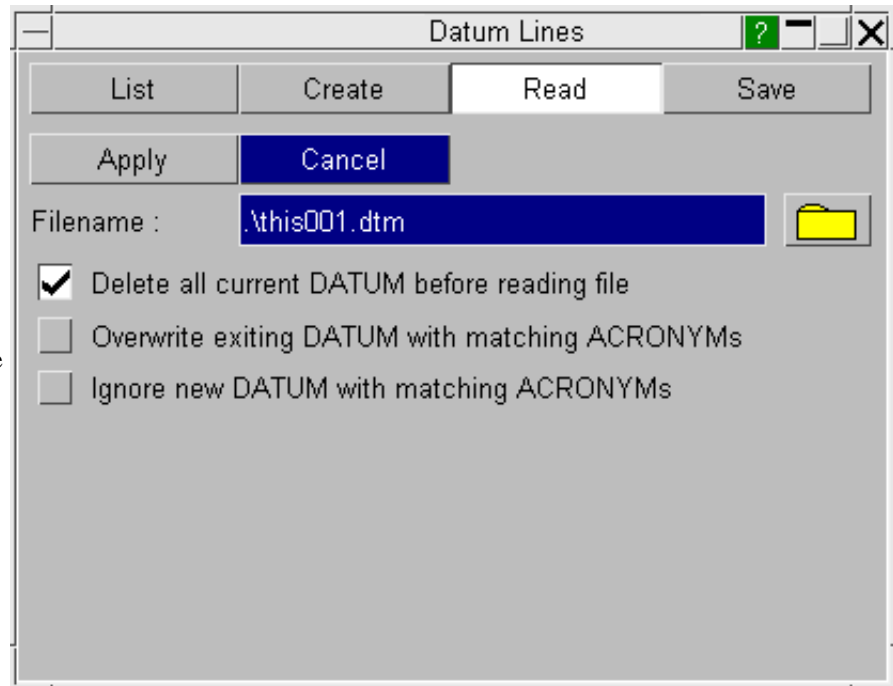 Datum Lines ?
List Create Read Save
Apply Cancel
Filename : .\this001.dtm
Delete all current DATUM before reading file
Overwrite exiting DATUM with matching ACRONYMs
e
Ignore new DATUM with matching ACRONYMs